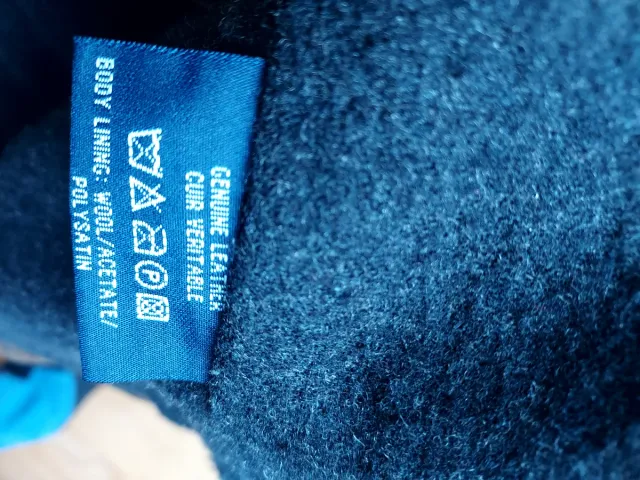 GENUINE LEATHER
CUIR VERITABLE
BODY LINING: WOOL/ACETATE/
POLYSATIN